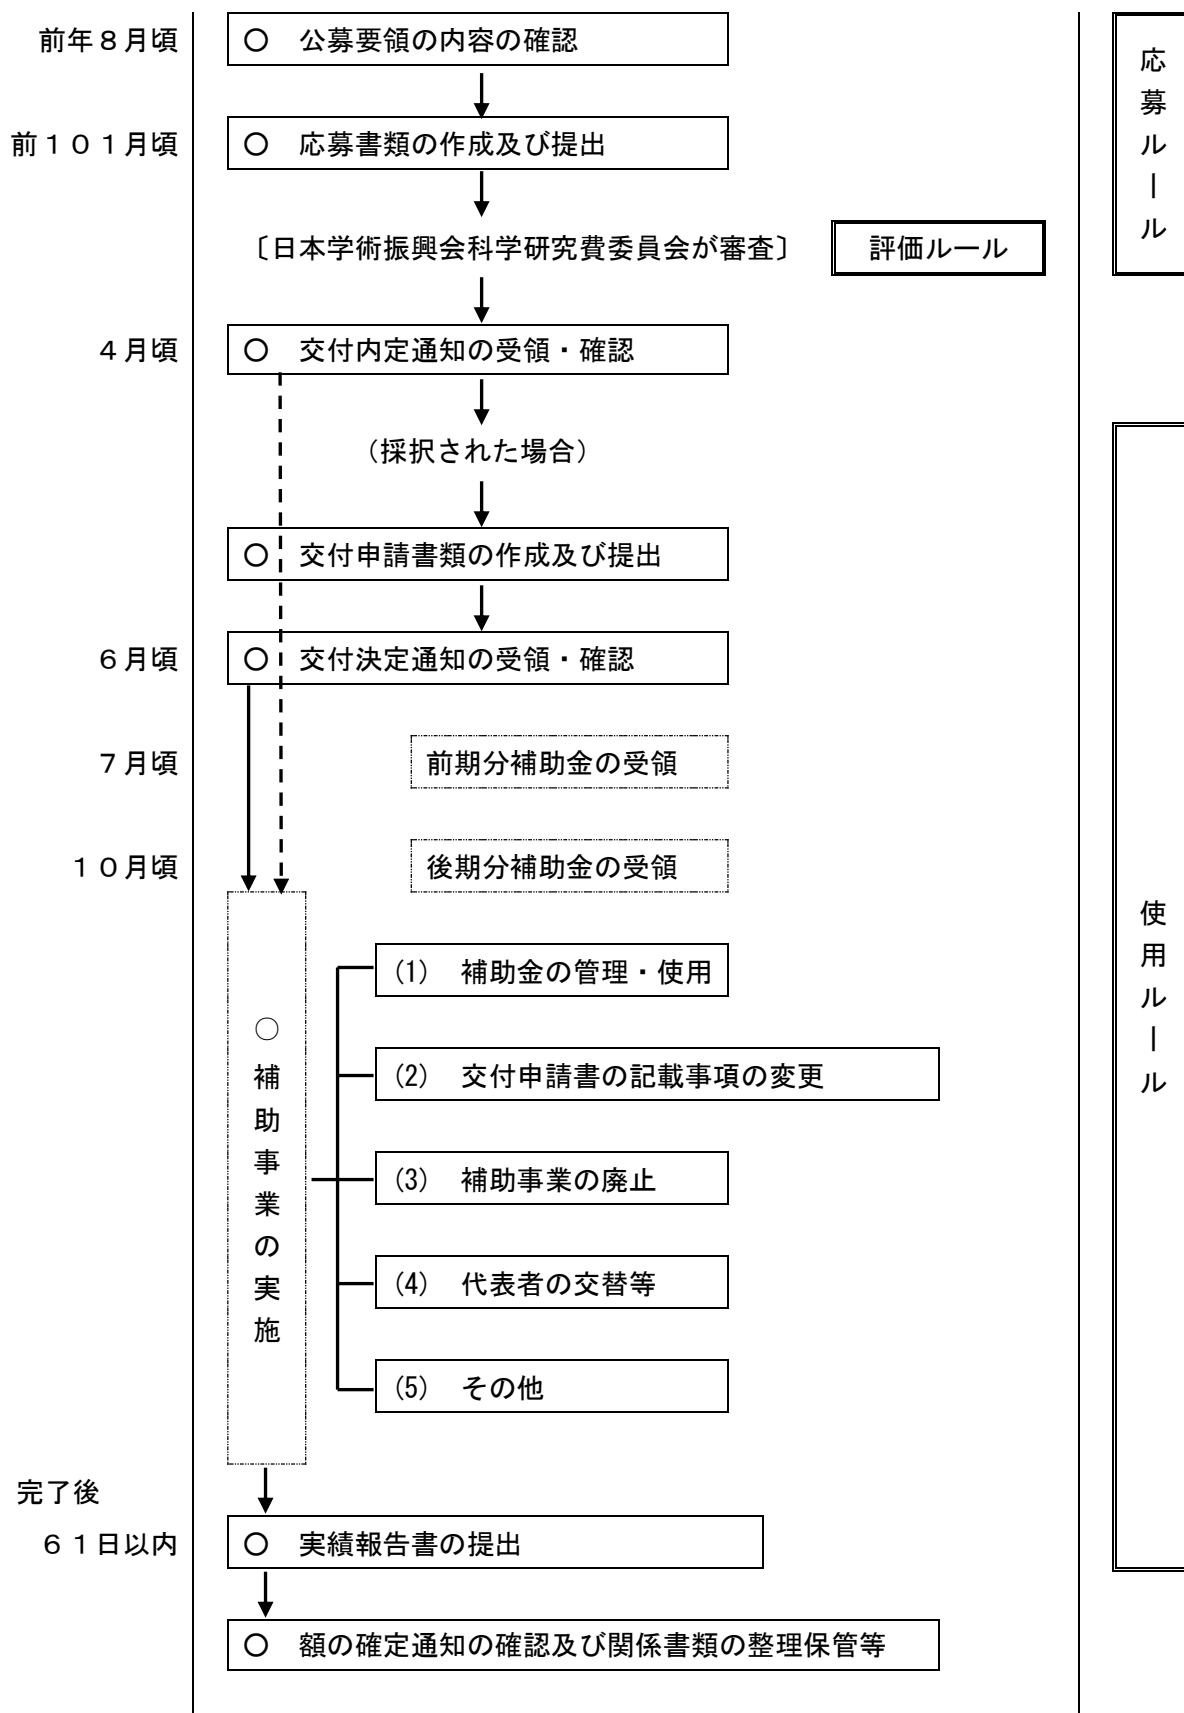 前年８月頃
○　公募要領の内容の確認
前１０１月頃
○　応募書類の作成及び提出
〔日本学術振興会科学研究費委員会が審査〕
評価ルール
４月頃
○　交付内定通知の受領・確認
（採択された場合）
○　交付申請書類の作成及び提出
６月頃
○　交付決定通知の受領・確認
７月頃
前期分補助金の受領
１０月頃
後期分補助金の受領
○補助事業の実施
(1)　補助金の管理・使用
(2)　交付申請書の記載事項の変更
(3)　補助事業の廃止
(4)　代表者の交替等
(5)　その他
完了後
６１日以内
○　実績報告書の提出
○　額の確定通知の確認及び関係書類の整理保管等
応募ルール
使用ルール